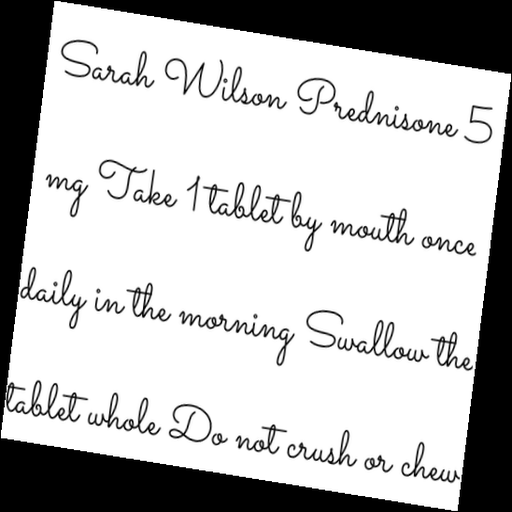 Sarah Wilson Prednisone 5
mg Take 1 tablet by mouth once
daily in the morning Swallow the
tablet whole Do not crush or chew